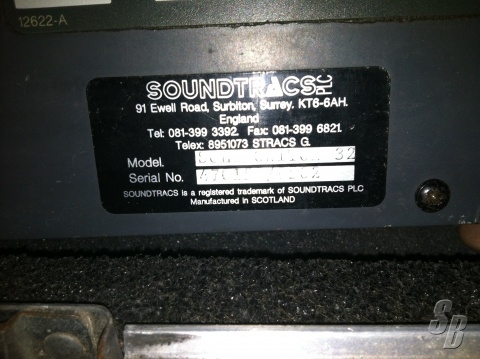 12622-A
SOUNDTRACS PLC
91 Ewell Road, Surbiton, Surrey. KT6-6AH.
England
Tel: 081-399 3392. Fax: 081-399 6821.
Telex: 8951073 STRACS G.
Model. 32
Serial No.
SOUNDTRACS is a registered trademark of SOUNDTRACS PLC
Manufactured in SCOTLAND
SB